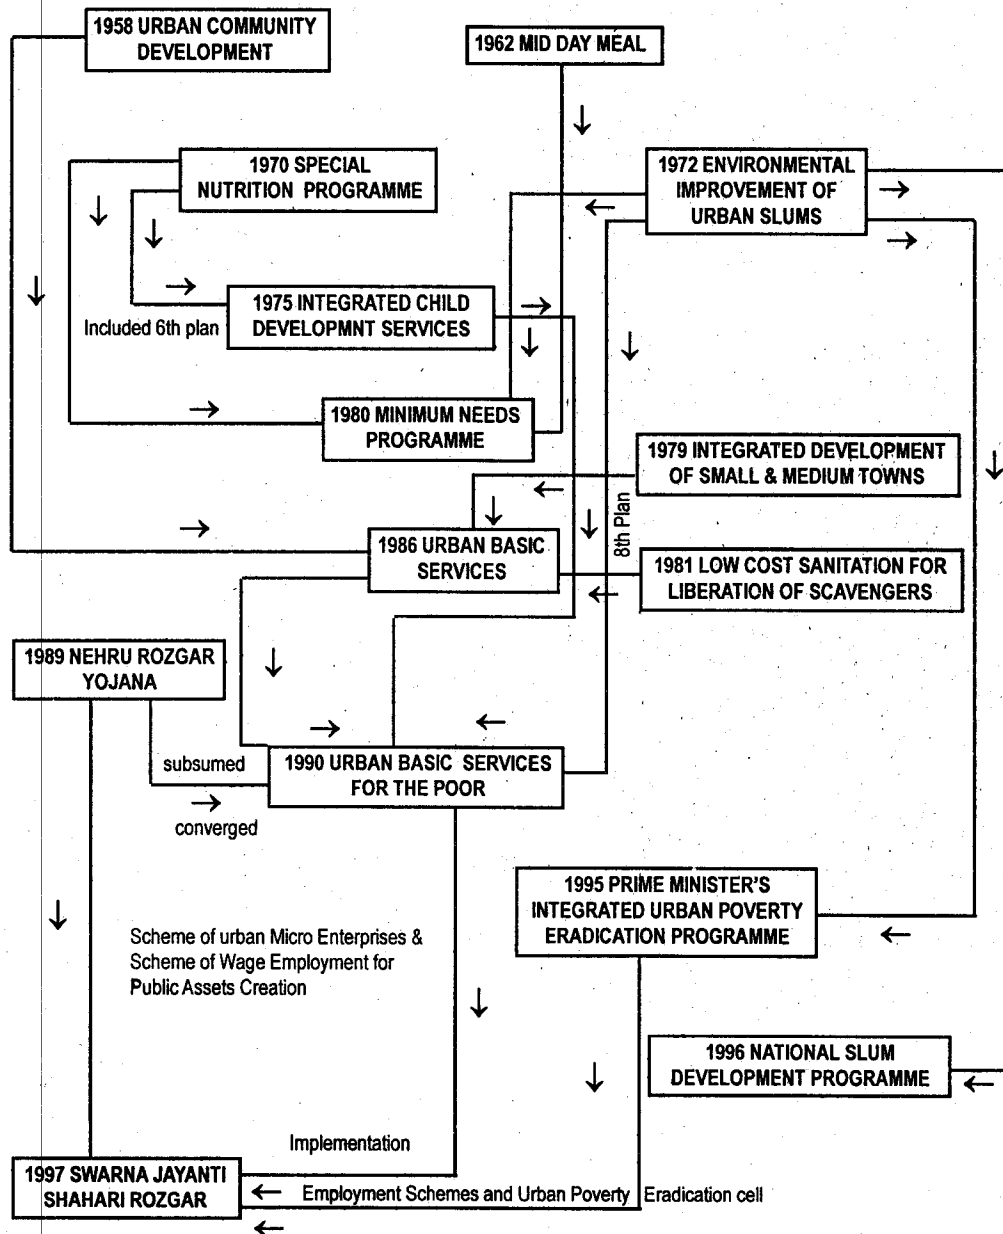 1958 URBAN COMMUNITY
DEVELOPMENT
1962 MID DAY MEAL
1970 SPECIAL
NUTRITION PROGRAMME
1972 ENVIRONMENTAL
IMPROVEMENT OF
URBAN SLUMS
1975 INTEGRATED CHILD
DEVELOPMNT SERVICES
Included 6th plan
1980 MINIMUM NEEDS
PROGRAMME
1979 INTEGRATED DEVELOPMENT
OF SMALL & MEDIUM TOWNS
8th Plan
1986 URBAN BASIC
SERVICES
1981 LOW COST SANITATION FOR
LIBERATION OF SCAVENGERS
1989 NEHRU ROZGAR
YOJANA
subsumed
converged
1990 URBAN BASIC SERVICES
FOR THE POOR
1995 PRIME MINISTER'S
INTEGRATED URBAN POVERTY
ERADICATION PROGRAMME
Scheme of urban Micro Enterprises &
Scheme of Wage Employment for
Public Assets Creation
1996 NATIONAL SLUM
DEVELOPMENT PROGRAMME
Implementation
1997 SWARNA JAYANTI
SHAHARI ROZGAR
Employment Schemes and Urban Poverty Eradication cell